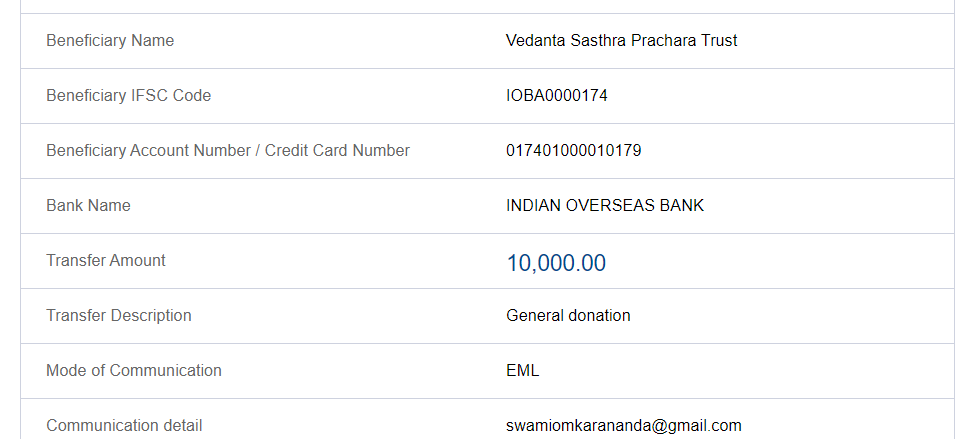 Beneficiary Name Vedanta Sasthra Prachara Trust
Beneficiary IFSC Code IOBA0000174
Beneficiary Account Number / Credit Card Number 017401000010179
Bank Name INDIAN OVERSEAS BANK
Transfer Amount 10,000.00
Transfer Description General donation
Mode of Communication EML
Communication detail swamiomkarananda@gmail.com